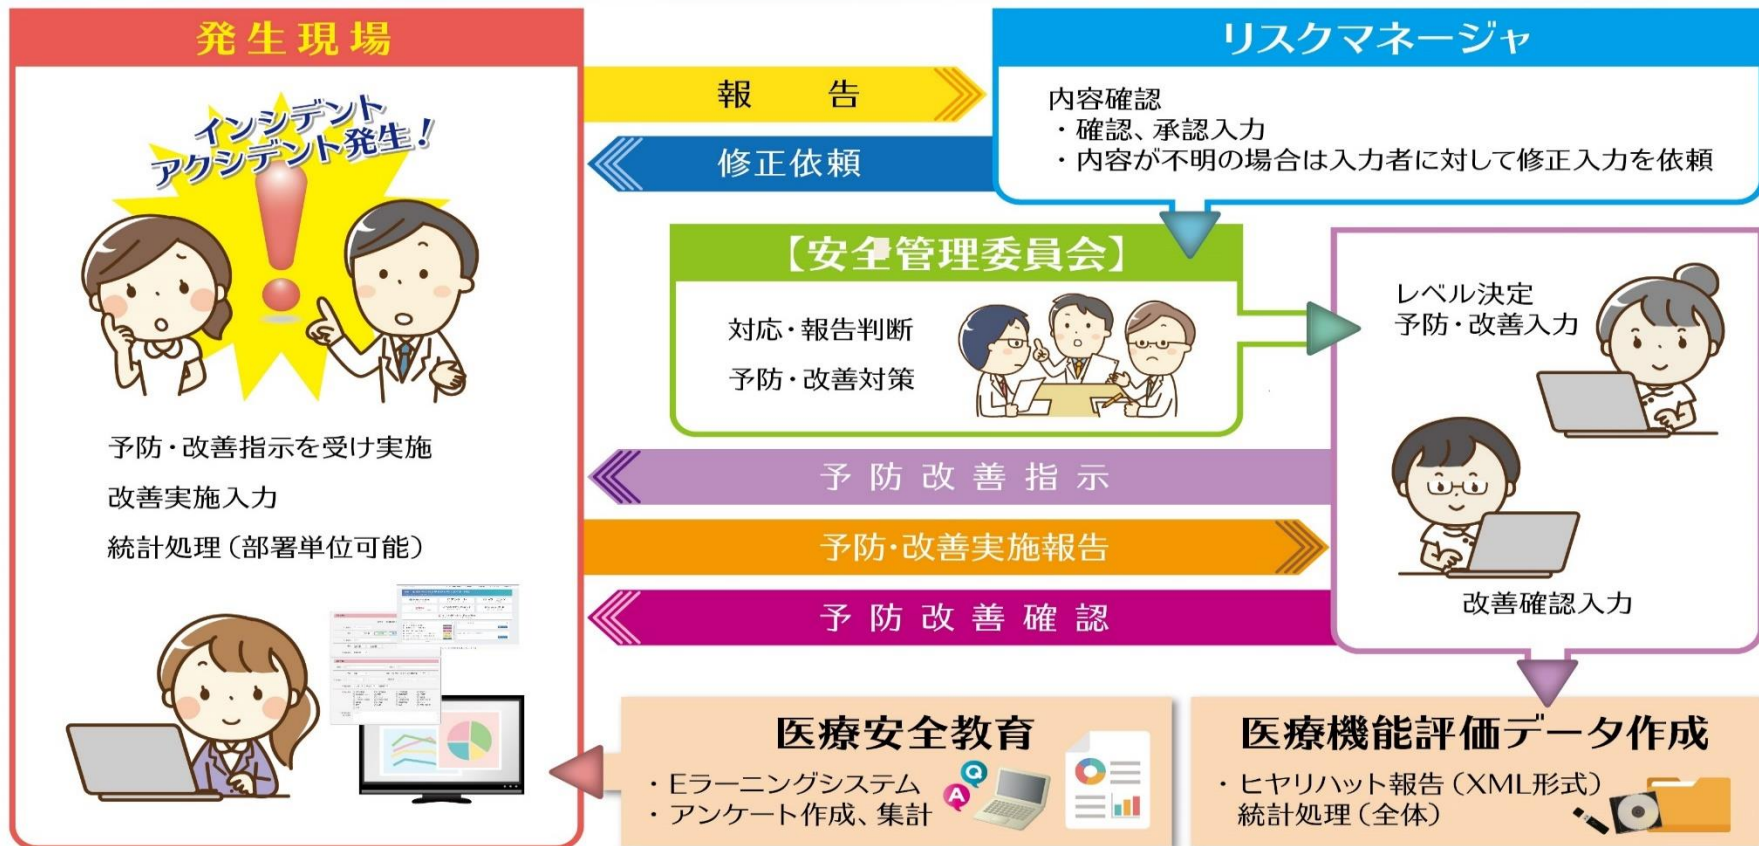 発生現場
インシデント
アクシデント発生!
予防・改善指示を受け実施
改善実施入力
統計処理(部署単位可能)
報 告
修正依頼
リスクマネージャ
内容確認
・確認、承認入力
・内容が不明の場合は入力者に対して修正入力を依頼
【安全管理委員会】
対応・報告判断
予防・改善対策
レベル決定
予防・改善入力
改善確認入力
予防改善指示
予防・改善実施報告
予防改善確認
医療安全教育
・Eラーニングシステム
・アンケート作成、集計
Q
A
医療機能評価データ作成
・ヒヤリハット報告(XML形式)
統計処理(全体)